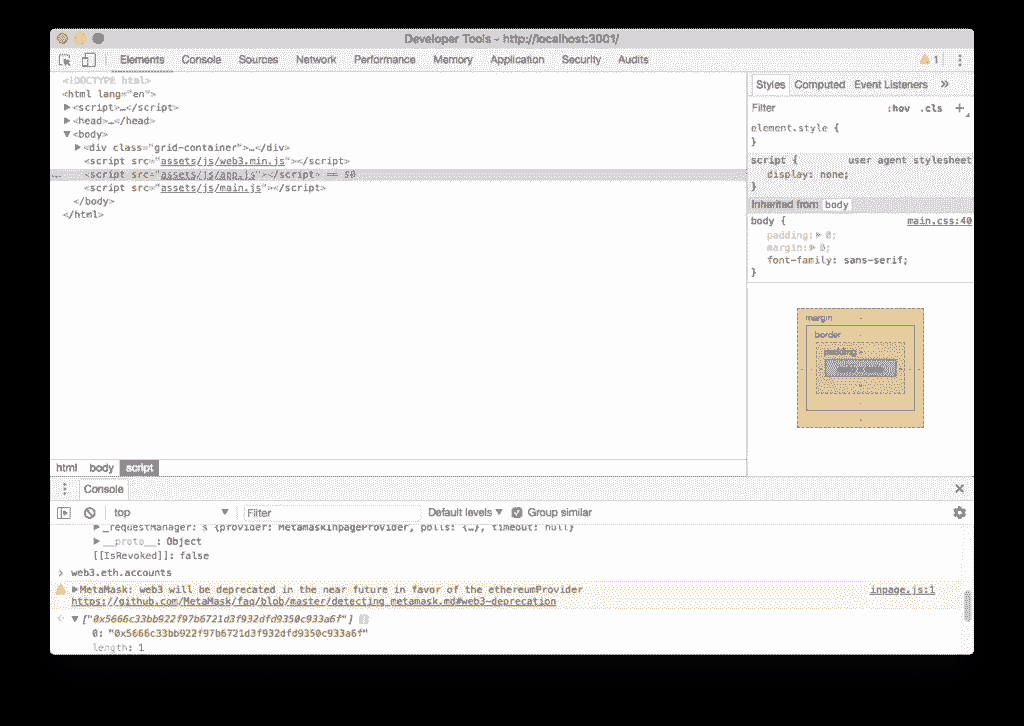 Developer Tools - http://localhost:3001/
Elements Console Sources Network Performance Memory Application Security Audits 1
<!DOCTYPE html>
<html lang="en">
▶<script>…</script>
▶<head>…</head>
▼<body>
▶<div class="grid-container">…</div>
<script src="assets/js/web3.min.js"></script>
… <script src="assets/js/app.js"></script> == $0
<script src="assets/js/main.js"></script>
</body>
</html>
html body script
Styles Computed Event Listeners »
Filter :hov .cls +
element.style {
}
script { user agent stylesheet
display: none;
}
Inherited from body
body { main.css:40
padding:▶ 0;
margin:▶ 0;
font-family: sans-serif;
}
margin -
border -
padding -
Console
top Filter Default levels ▼ Group similar
▶_requestManager: s {provider: MetamaskInpageProvider, polls: {…}, timeout: null}
▶__proto__: Object
[[IsRevoked]]: false
> web3.eth.accounts
▶MetaMask: web3 will be deprecated in the near future in favor of the ethereumProvider inpage.js:1
https://github.com/MetaMask/faq/blob/master/detecting_metamask.md#web3-deprecation
▼["0x5666c33bb922f97b6721d3f932dfd9350c933a6f"]
0: "0x5666c33bb922f97b6721d3f932dfd9350c933a6f"
length: 1